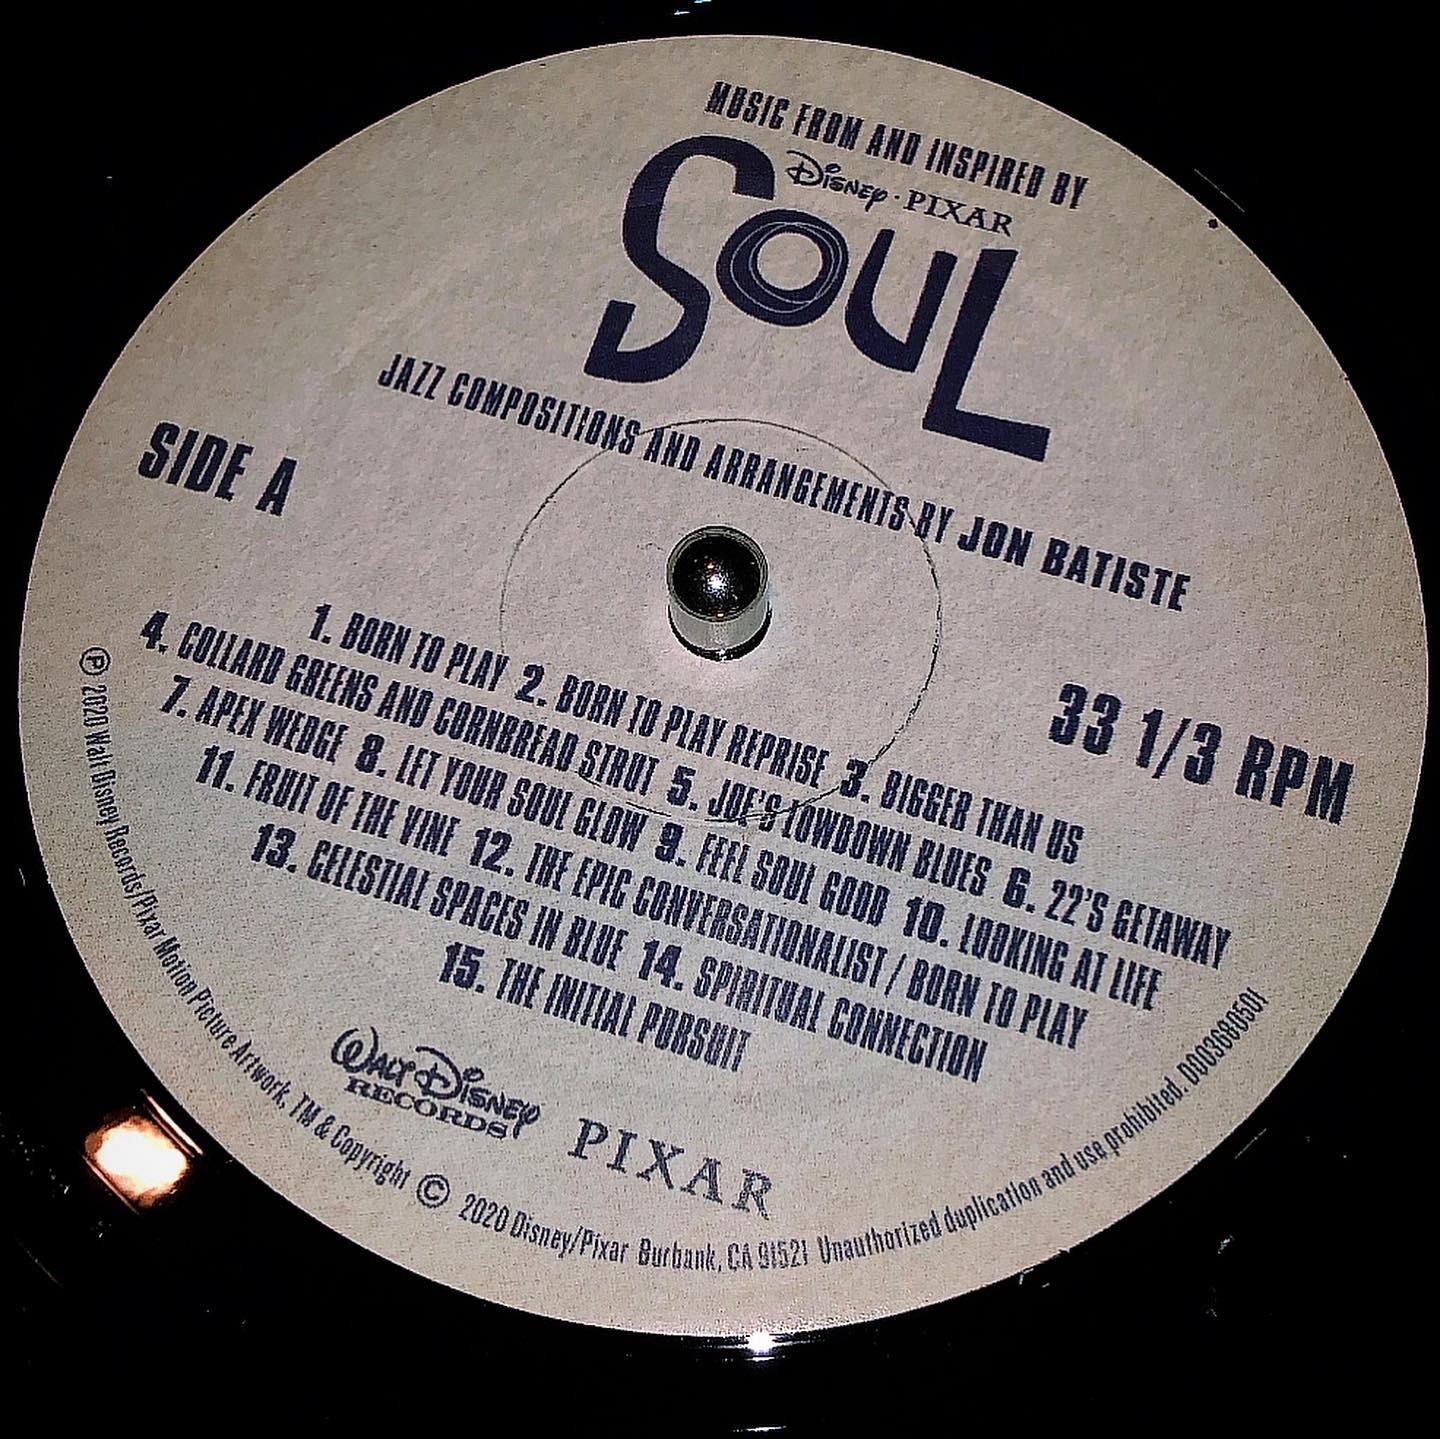 MUSIC FROM AND INSPIRED BY
Disney · PIXAR
SOUL
JAZZ COMPOSITIONS AND ARRANGEMENTS BY JON BATISTE
SIDE A
33 1/3 RPM
1. BORN TO PLAY 2. BORN TO PLAY REPRISE 3. BIGGER THAN US
4. COLLARD GREENS AND CORNBREAD STRUT 5. JOE'S LOWDOWN BLUES 6. 22'S GETAWAY
7. APEX WEDGE 8. LET YOUR SOUL GLOW 9. FEEL SOUL GOOD 10. LOOKING AT LIFE
11. FRUIT OF THE VINE 12. THE EPIC CONVERSATIONALIST / BORN TO PLAY
13. CELESTIAL SPACES IN BLUE 14. SPIRITUAL CONNECTION
15. THE INITIAL PURSUIT
WALT DISNEY
RECORDS
PIXAR
℗ 2020 Walt Disney Records/Pixar Motion Picture Artwork, TM & Copyright © 2020 Disney/Pixar Burbank, CA 91521 Unauthorized duplication and use prohibited. D003680501